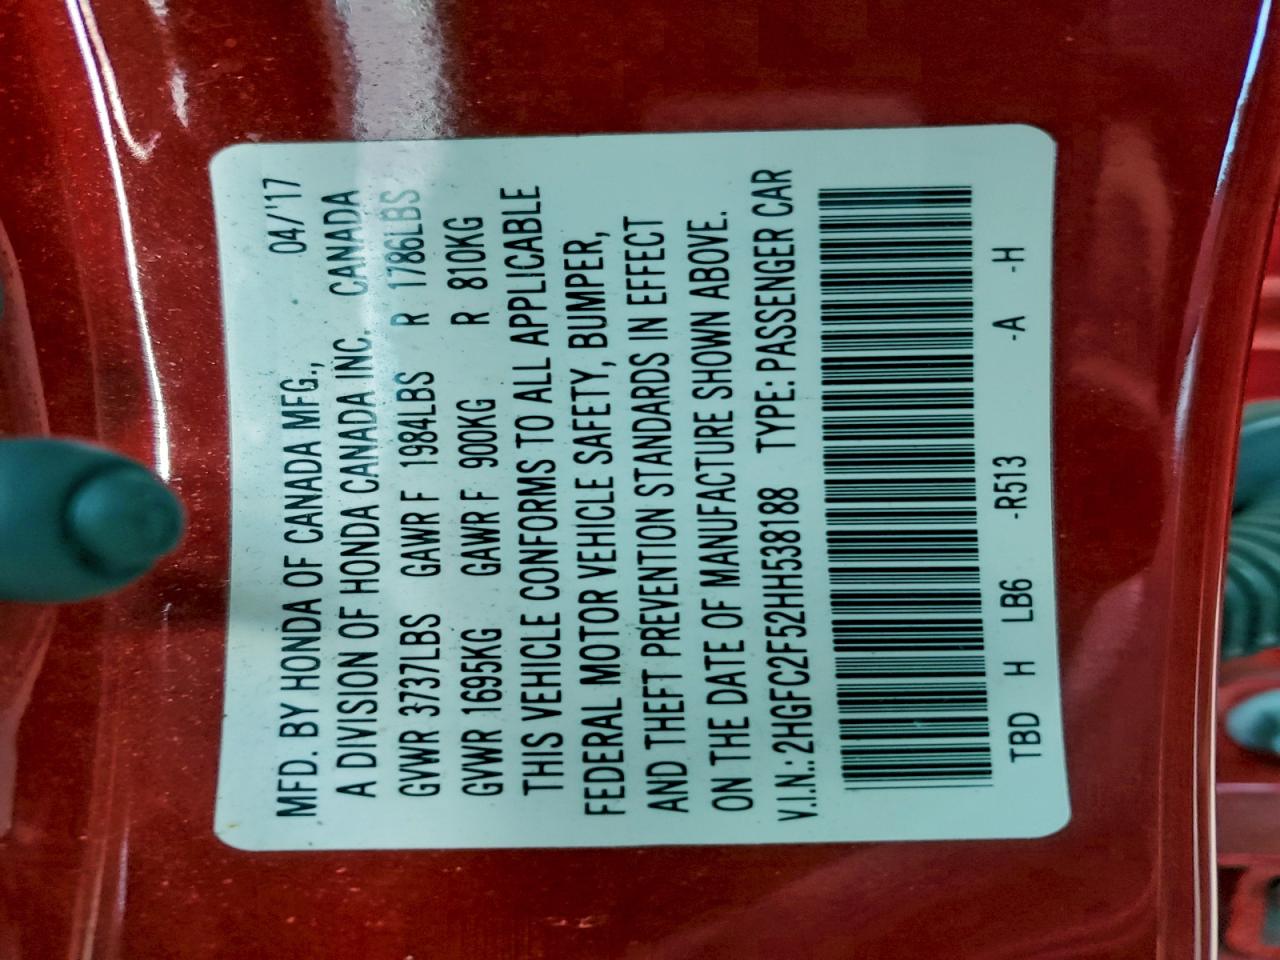 MFD. BY HONDA OF CANADA MFG., 04/'17
A DIVISION OF HONDA CANADA INC. CANADA
GVWR 3737LBS GAWR F 1984LBS R 1786LBS
GVWR 1695KG GAWR F 900KG R 810KG
THIS VEHICLE CONFORMS TO ALL APPLICABLE
FEDERAL MOTOR VEHICLE SAFETY, BUMPER,
AND THEFT PREVENTION STANDARDS IN EFFECT
ON THE DATE OF MANUFACTURE SHOWN ABOVE.
V.I.N.:2HGFC2F52HH538188 TYPE: PASSENGER CAR
TBD H LB6 -R513 -A -H